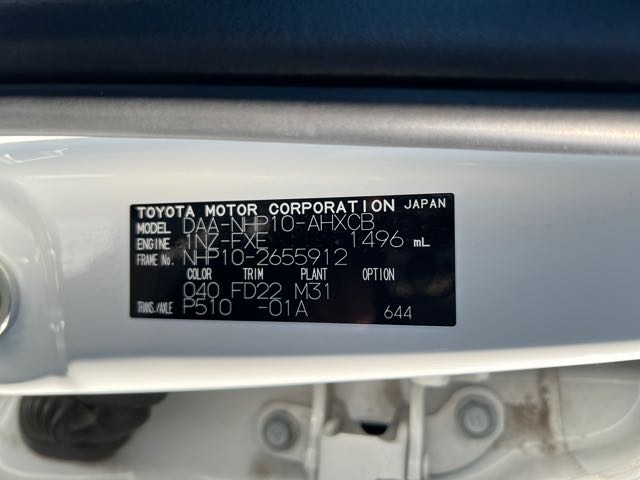 TOYOTA MOTOR CORPORATION JAPAN
MODEL DAA-NHP10-AHXCB
ENGINE 1NZ-FXE 1496 mL
FRAME NO. NHP10-2655912
COLOR TRIM PLANT OPTION
040 FD22 M31
TRANS./AXLE P510 -01A 644